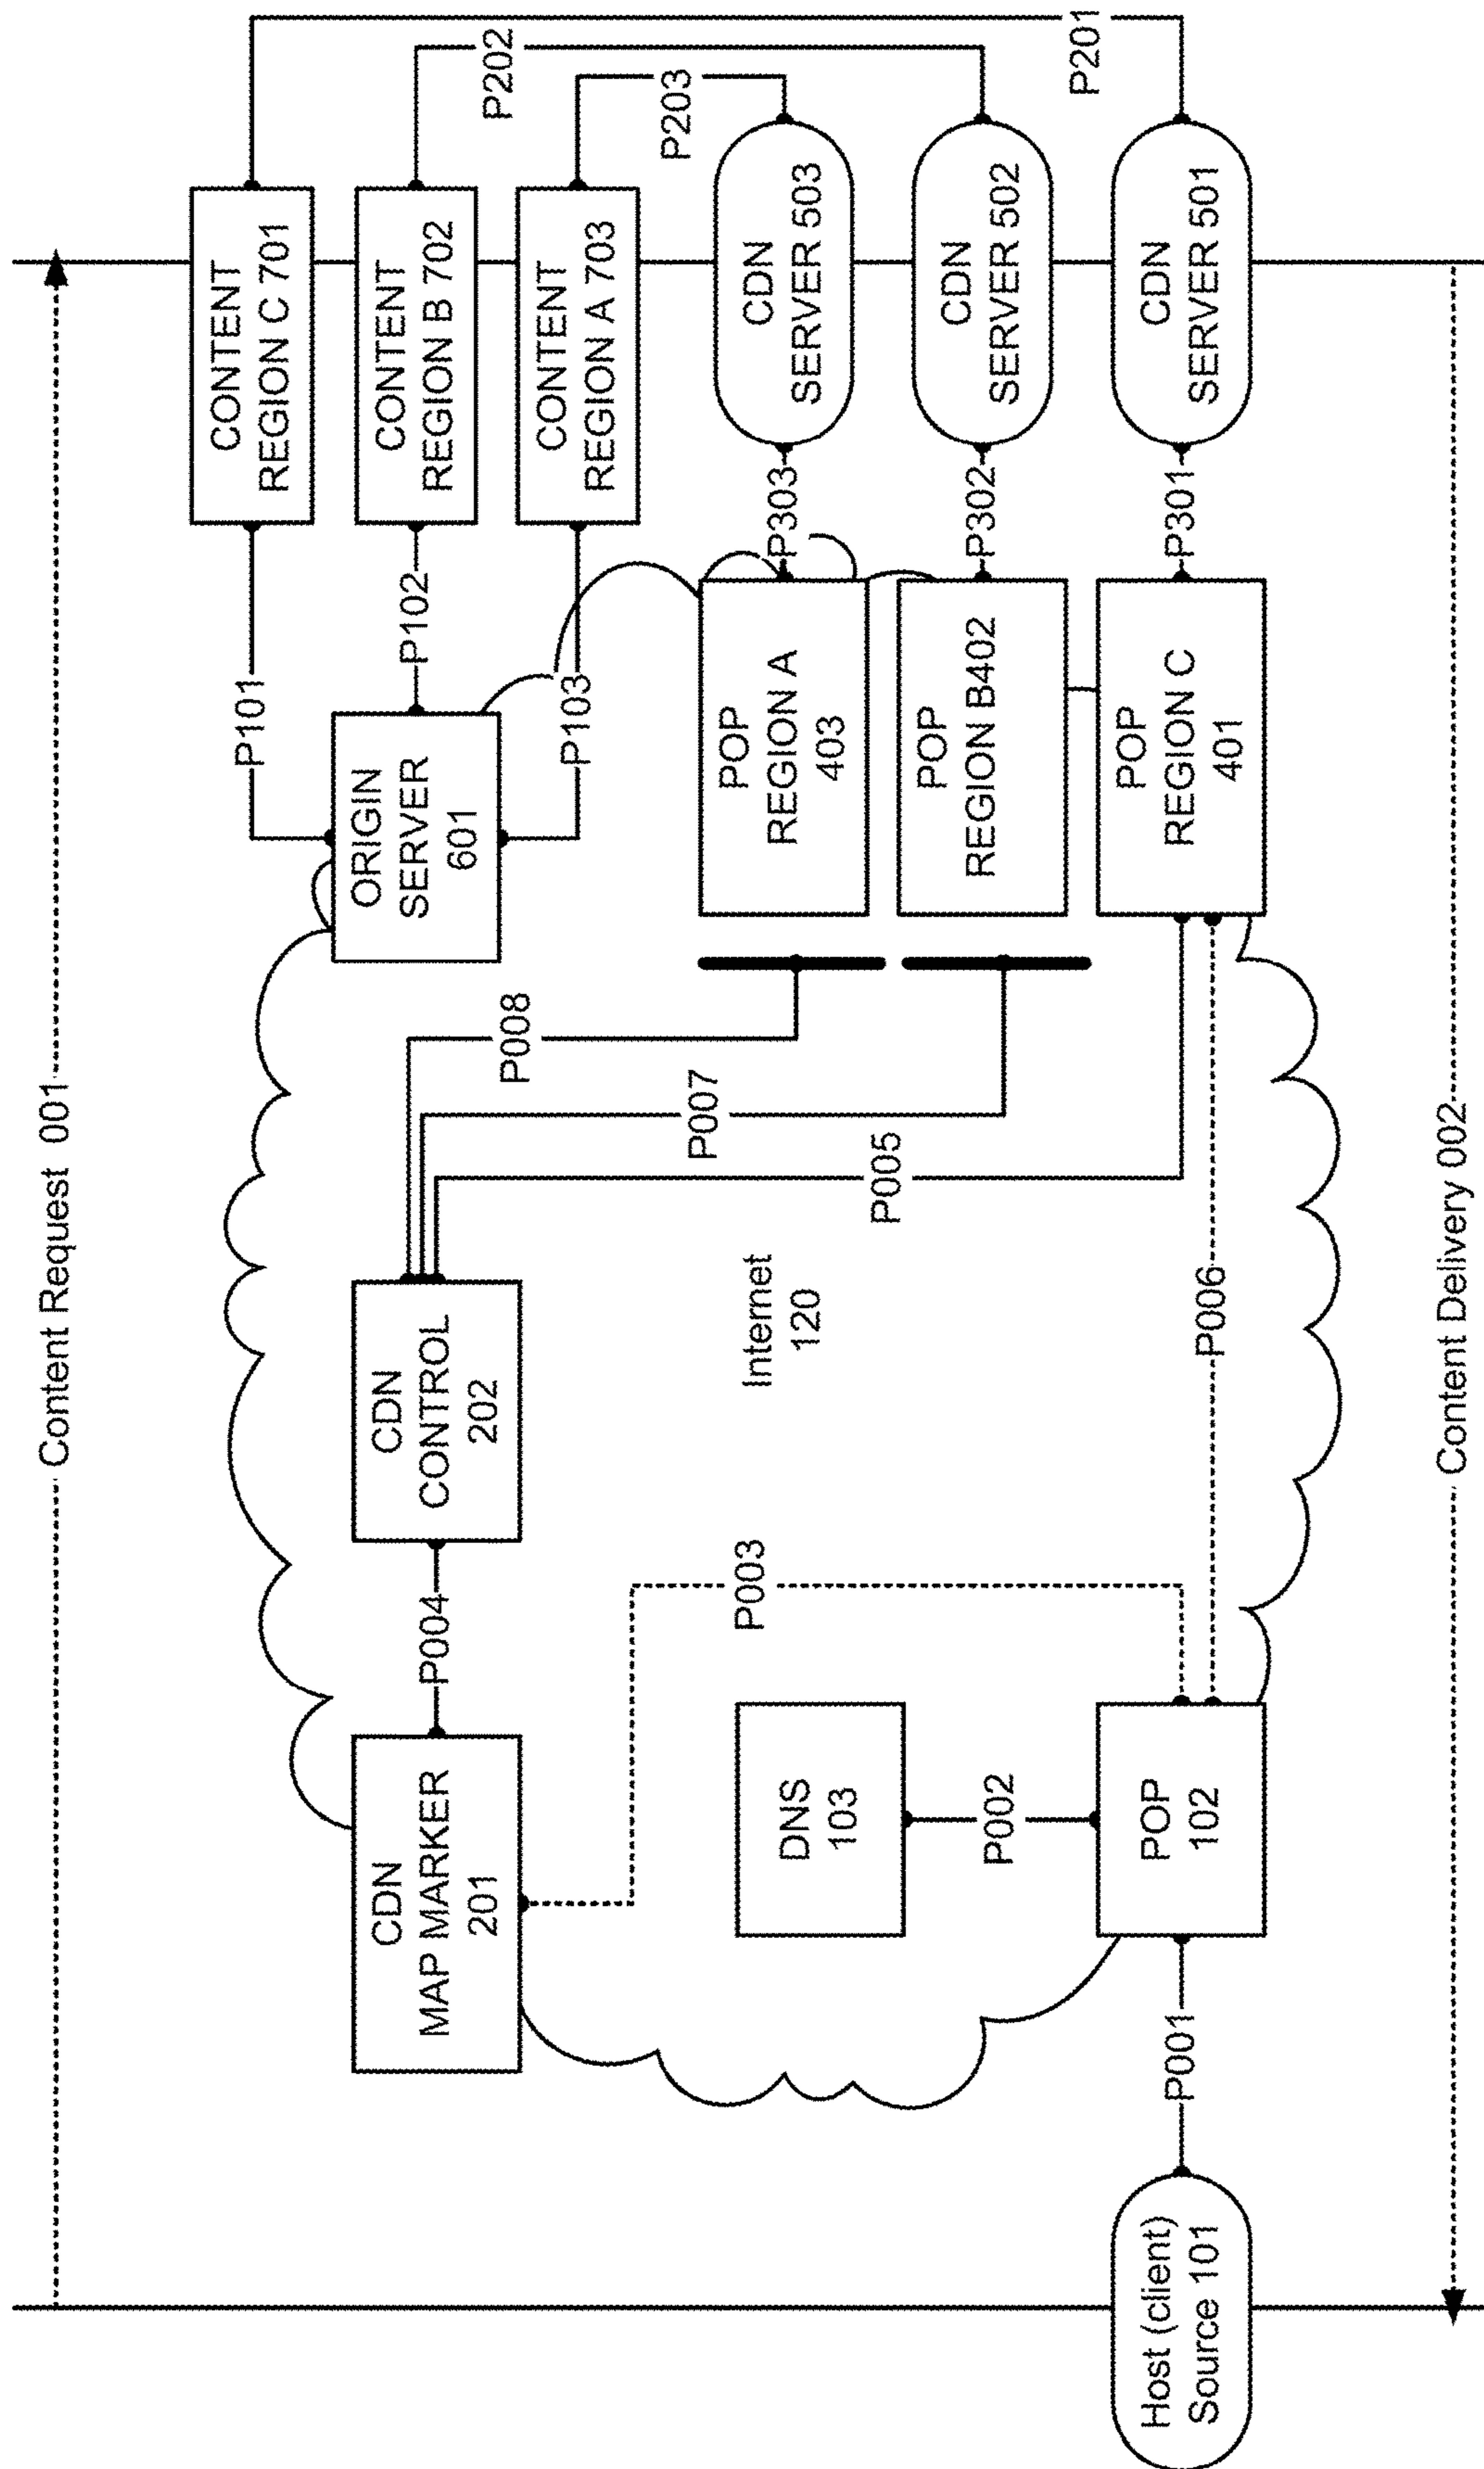 Content Request 001
CONTENT
REGION C 701
CONTENT
REGION B 702
CONTENT
REGION A 703
P101
P102
P103
P201
P202
P203
ORIGIN
SERVER
601
CDN
MAP MARKER
201
P004
CDN
CONTROL
202
P008
P007
P005
P003
Internet
120
DNS
103
P002
POP
102
P001
Host (client)
Source 101
P006
POP
REGION A
403
POP
REGION B402
POP
REGION C
401
P303
P302
P301
CDN
SERVER 503
CDN
SERVER 502
CDN
SERVER 501
Content Delivery 002